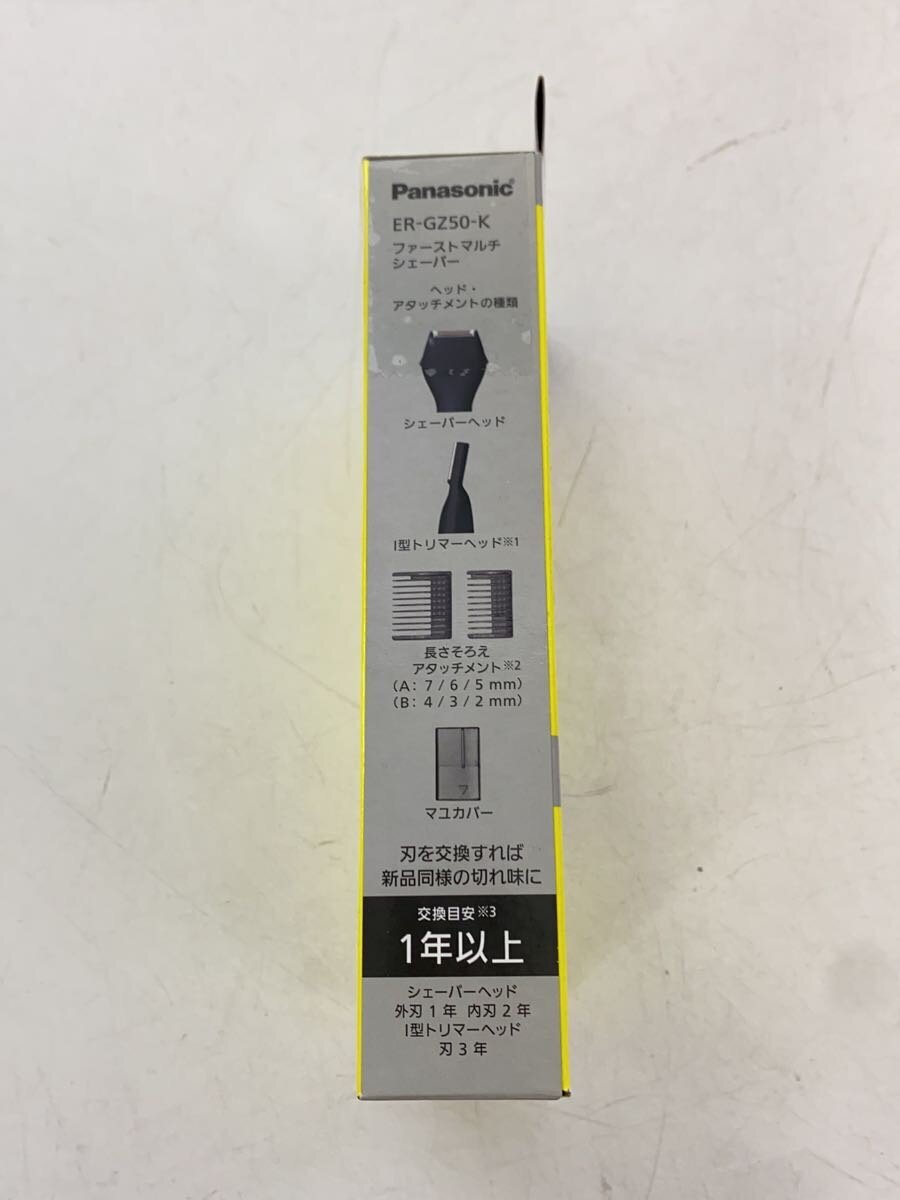 Panasonic®
ER-GZ50-K
ファーストマルチ
シェーバー
ヘッド・
アタッチメントの種類
シェーバーヘッド
I型トリマーヘッド※1
長さそろえ
アタッチメント※2
(A: 7 / 6 / 5 mm)
(B: 4 / 3 / 2 mm)
マユカバー
刃を交換すれば
新品同様の切れ味に
交換目安※3
1年以上
シェーバーヘッド
外刃 1 年 内刃 2 年
I型トリマーヘッド
刃 3 年